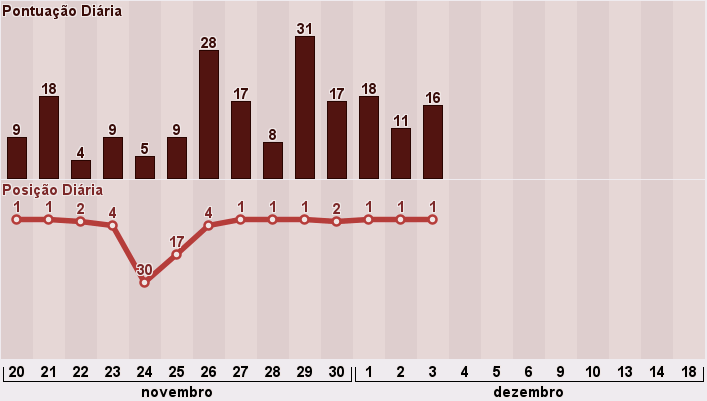 Pontuação Diária
9 18 4 9 5 9 28 17 8 31 17 18 11 16
Posição Diária
1 1 2 4 30 17 4 1 1 1 2 1 1 1
20 21 22 23 24 25 26 27 28 29 30 1 2 3 4 5 6 9 10 13 14 18
novembro dezembro